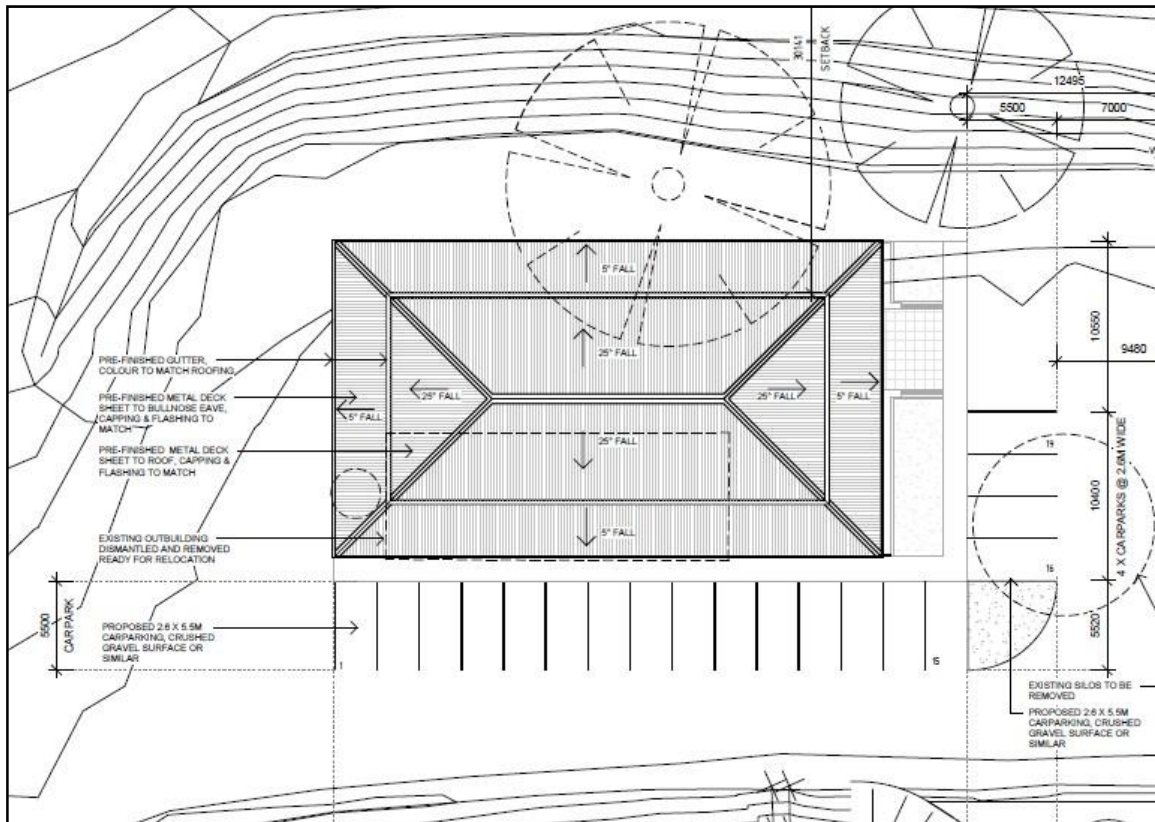 30141
SETBACK
12495
5500
7000
5° FALL
25° FALL
10550
9480
PRE-FINISHED GUTTER,
COLOUR TO MATCH ROOFING
PRE-FINISHED METAL DECK
SHEET TO BULLNOSE EAVE,
CAPPING & FLASHING TO
MATCH
5° FALL
25° FALL
25° FALL
5° FALL
PRE-FINISHED METAL DECK
SHEET TO ROOF, CAPPING &
FLASHING TO MATCH
25° FALL
19
10400
4 X CARPARKS @ 2.6M WIDE
EXISTING OUTBUILDING
DISMANTLED AND REMOVED
READY FOR RELOCATION
5° FALL
16
5500
CARPARK
PROPOSED 2.6 X 5.5M
CARPARKING, CRUSHED
GRAVEL SURFACE OR
SIMILAR
1
15
5520
EXISTING SILOS TO BE
REMOVED
PROPOSED 2.6 X 5.5M
CARPARKING, CRUSHED
GRAVEL SURFACE OR
SIMILAR